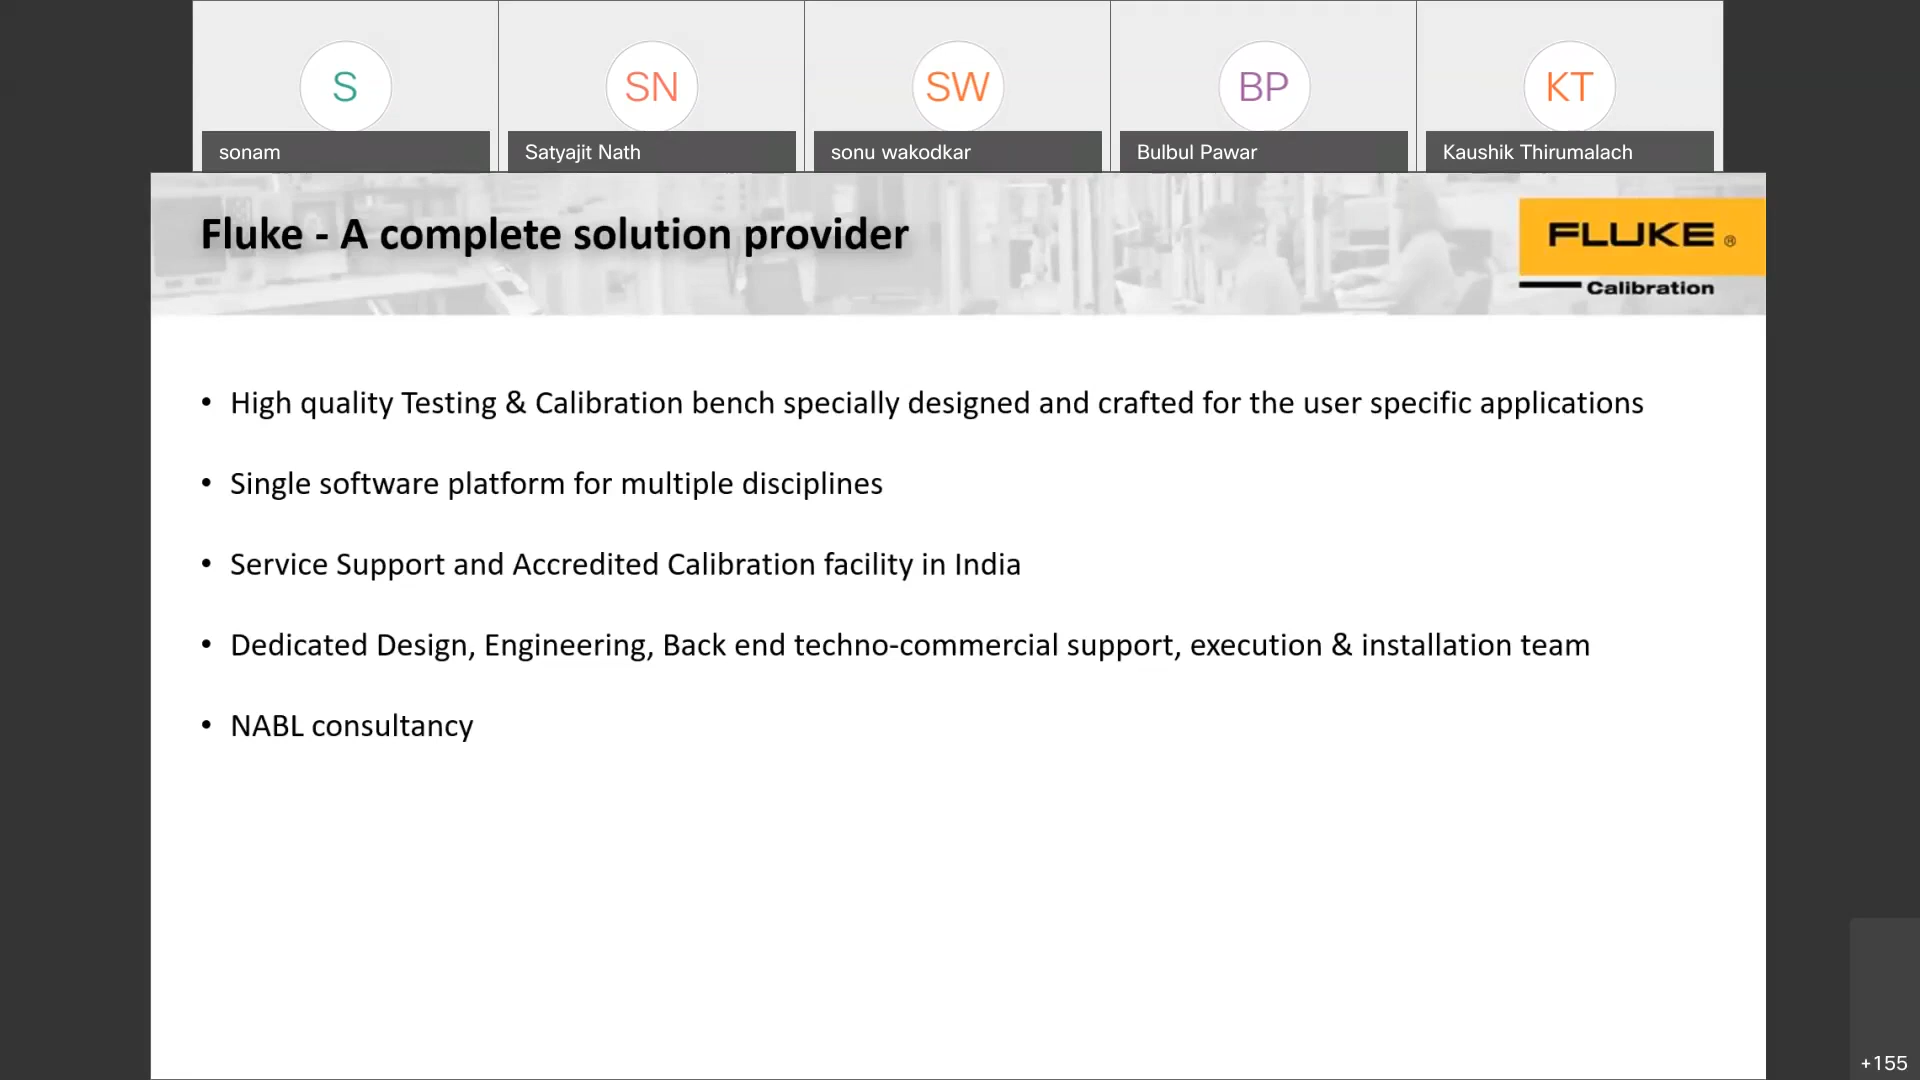 S
SN
SW
BP
KT
sonam
Satyajit Nath
sonu wakodkar
Bulbul Pawar
Kaushik Thirumalach
Fluke - A complete solution provider
FLUKE ®
Calibration
• High quality Testing & Calibration bench specially designed and crafted for the user specific applications
• Single software platform for multiple disciplines
• Service Support and Accredited Calibration facility in India
• Dedicated Design, Engineering, Back end techno-commercial support, execution & installation team
• NABL consultancy
+155